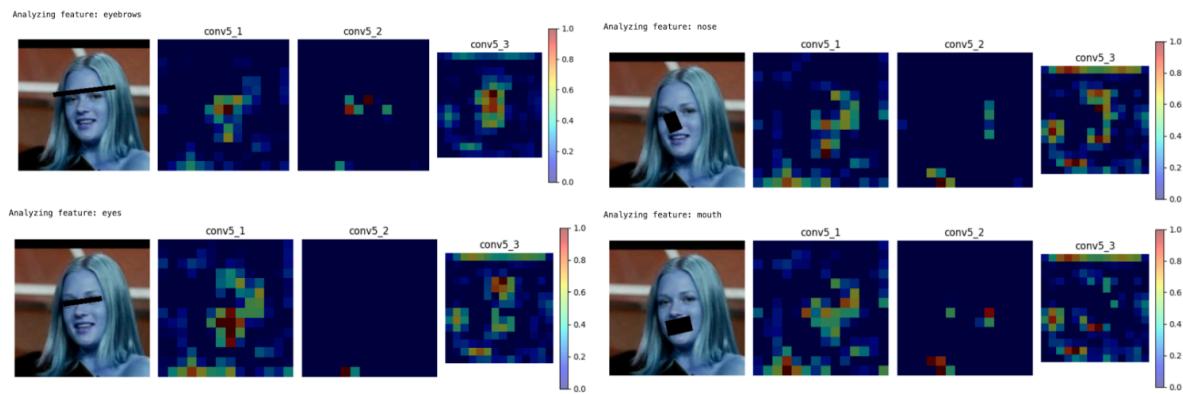 Analyzing feature: eyebrows
conv5_1
conv5_2
conv5_3
1.0
0.8
0.6
0.4
0.2
0.0
Analyzing feature: nose
conv5_1
conv5_2
conv5_3
1.0
0.8
0.6
0.4
0.2
0.0
Analyzing feature: eyes
conv5_1
conv5_2
conv5_3
1.0
0.8
0.6
0.4
0.2
0.0
Analyzing feature: mouth
conv5_1
conv5_2
conv5_3
1.0
0.8
0.6
0.4
0.2
0.0